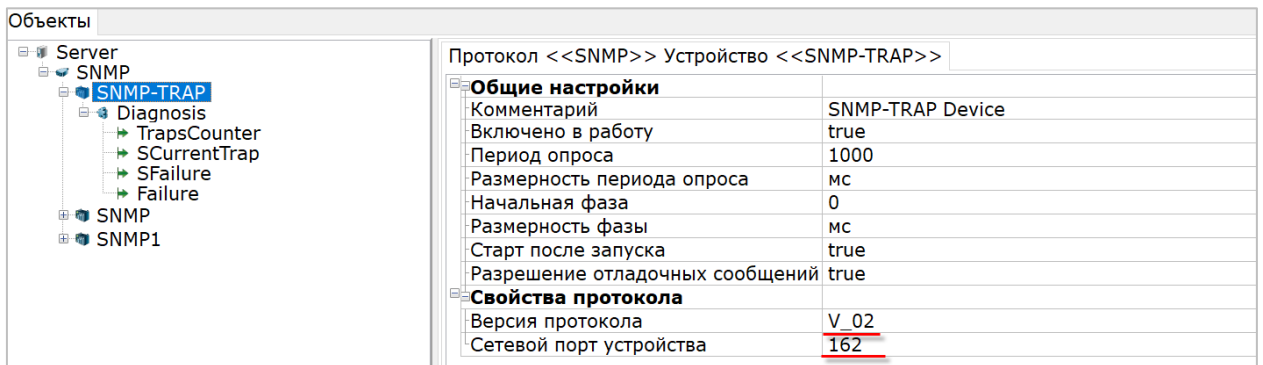 Объекты
Server
SNMP
SNMP-TRAP
Diagnosis
TrapsCounter
SCurrentTrap
SFailure
Failure
SNMP
SNMP1
Протокол <<SNMP>> Устройство <<SNMP-TRAP>>
Общие настройки
Комментарий SNMP-TRAP Device
Включено в работу true
Период опроса 1000
Размерность периода опроса мс
Начальная фаза 0
Размерность фазы мс
Старт после запуска true
Разрешение отладочных сообщений true
Свойства протокола
Версия протокола V_02
Сетевой порт устройства 162